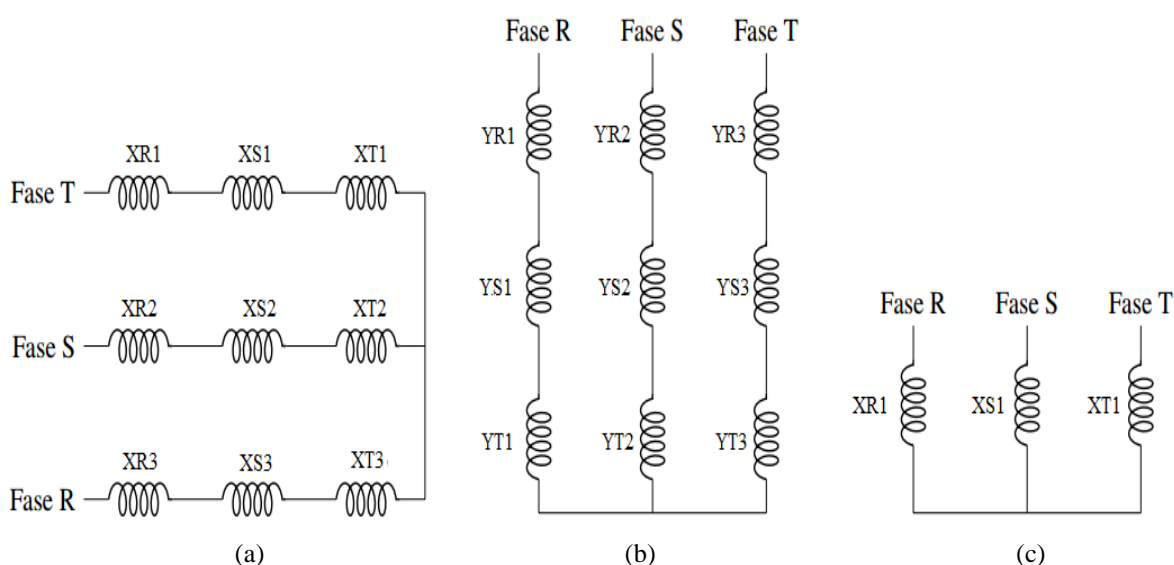 XR1 XS1 XT1
Fase T
XR2 XS2 XT2
Fase S
XR3 XS3 XT3
Fase R
(a)
Fase R Fase S Fase T
YR1 YR2 YR3
YS1 YS2 YS3
YT1 YT2 YT3
(b)
Fase R Fase S Fase T
XR1 XS1 XT1
(c)